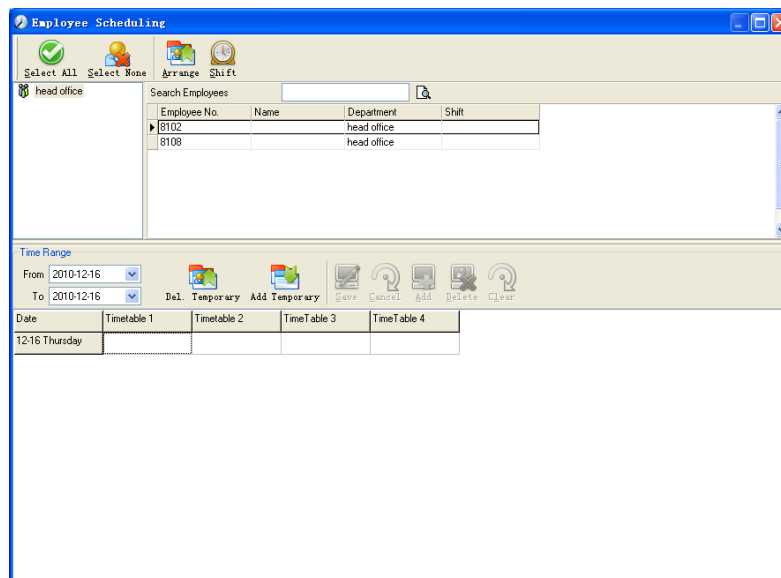 Employee Scheduling
Select All Select None Arrange Shift
head office
Search Employees
Employee No. Name Department Shift
8102 head office
8108 head office
Time Range
From 2010-12-16
To 2010-12-16
Del. Temporary Add Temporary Save Cancel Add Delete Clear
Date Timetable 1 Timetable 2 TimeTable 3 TimeTable 4
12-16 Thursday